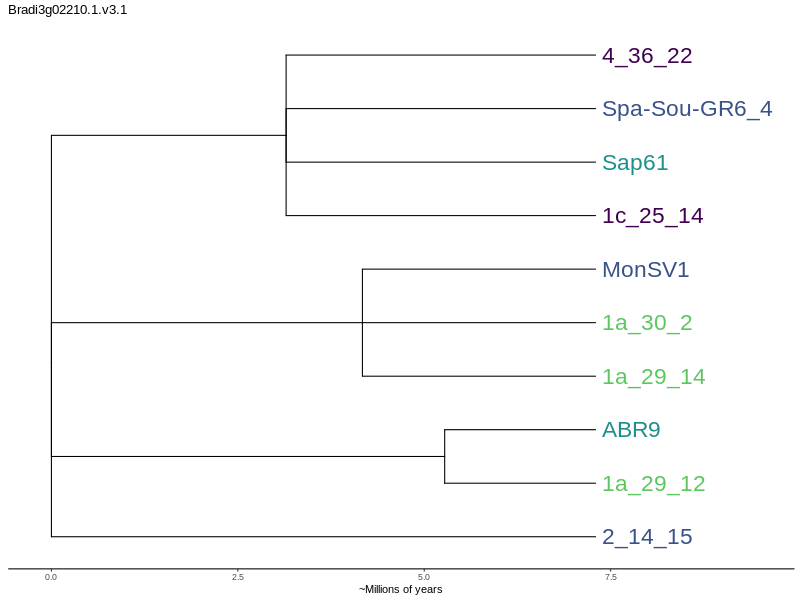 Bradi3g02210.1.v3.1
4_36_22
Spa-Sou-GR6_4
Sap61
1c_25_14
MonSV1
1a_30_2
1a_29_14
ABR9
1a_29_12
2_14_15
0.0 2.5 5.0 7.5
~Millions of years